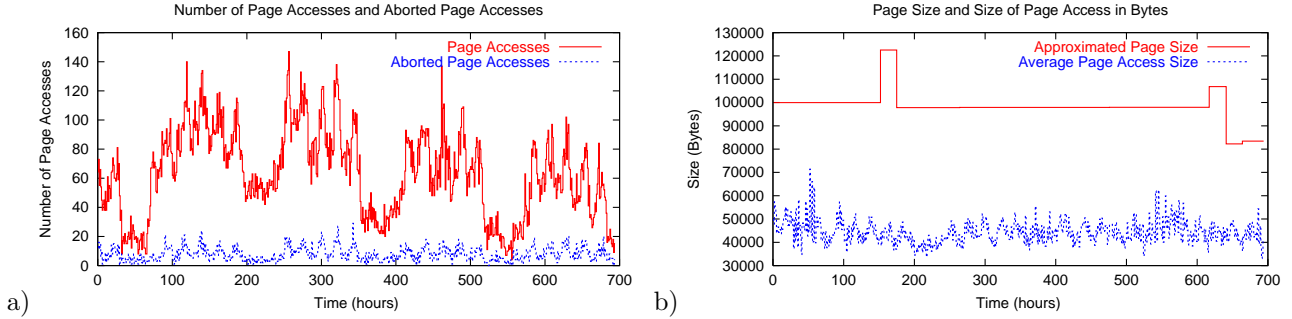 Number of Page Accesses and Aborted Page Accesses
Number of Page Accesses
160
140
120
100
80
60
40
20
0
Page Accesses
Aborted Page Accesses
0 100 200 300 400 500 600 700
Time (hours)
a)
Page Size and Size of Page Access in Bytes
Size (Bytes)
130000
120000
110000
100000
90000
80000
70000
60000
50000
40000
30000
Approximated Page Size
Average Page Access Size
0 100 200 300 400 500 600 700
Time (hours)
b)